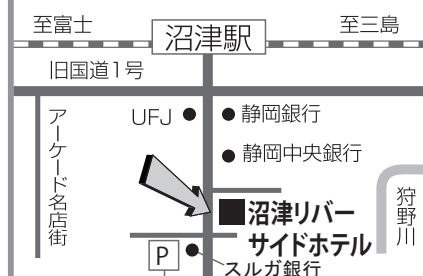 至富士
至三島
沼津駅
旧国道1号
UFJ
静岡銀行
静岡中央銀行
アーケード名店街
狩野川
沼津リバー
サイドホテル
P
スルガ銀行